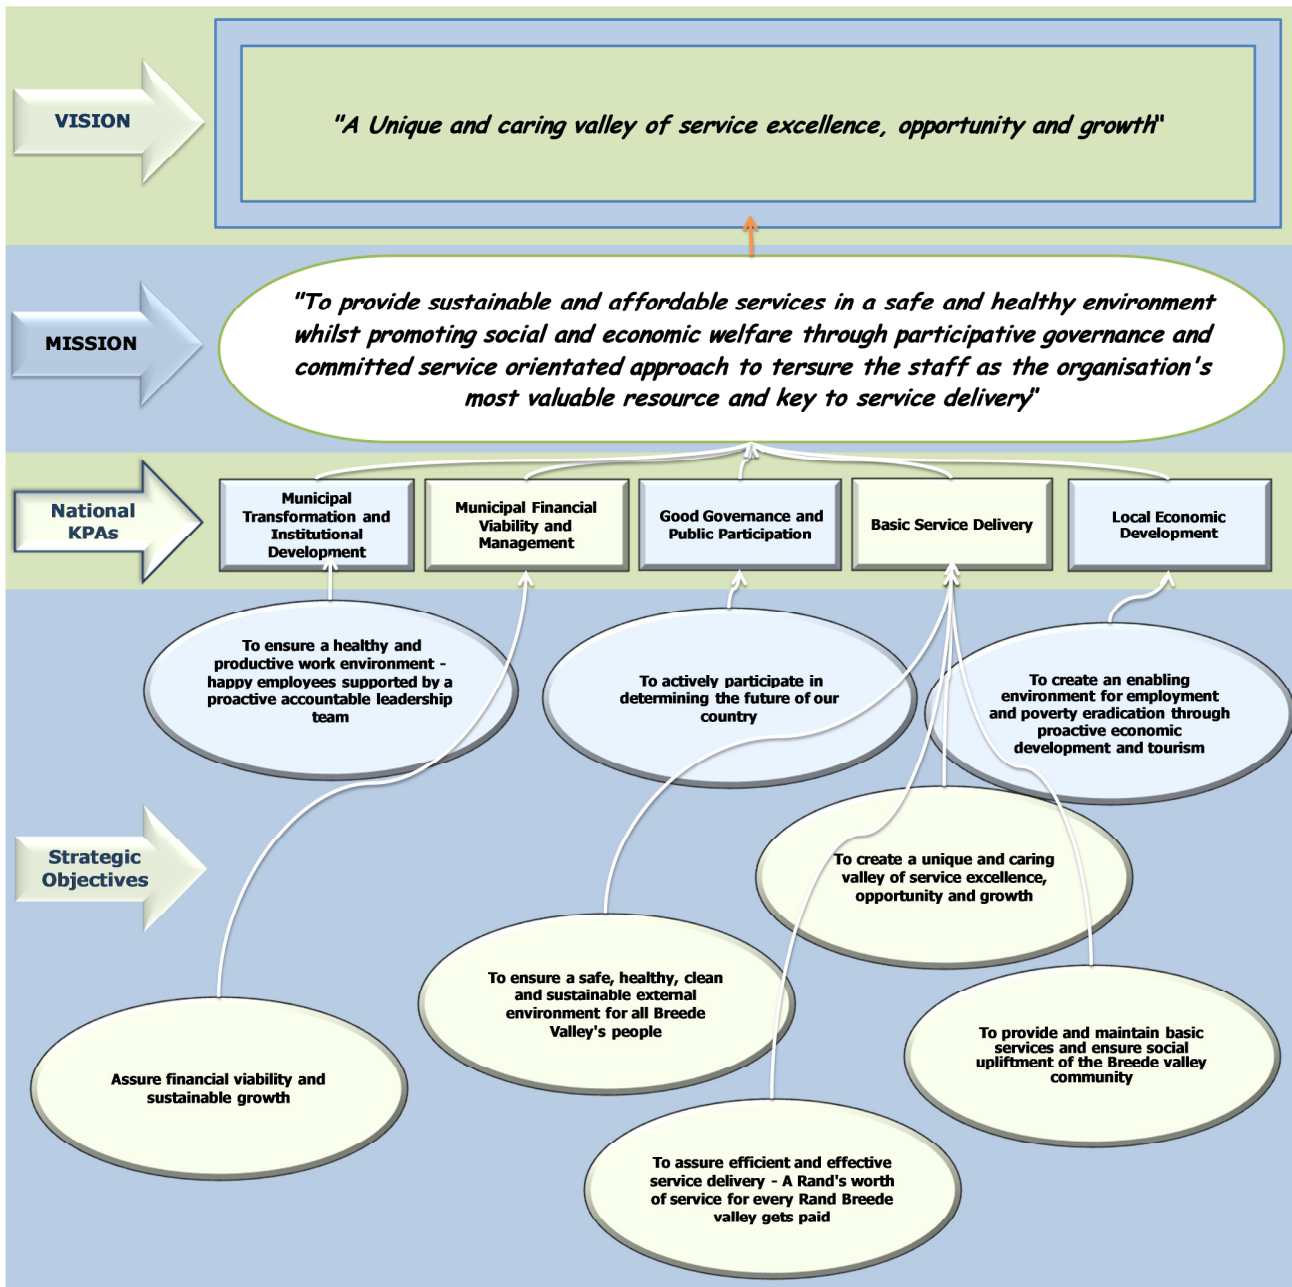 VISION
"A Unique and caring valley of service excellence, opportunity and growth"
MISSION
"To provide sustainable and affordable services in a safe and healthy environment
whilst promoting social and economic welfare through participative governance and
committed service orientated approach to tersure the staff as the organisation's
most valuable resource and key to service delivery"
National
KPAs
Municipal
Transformation and
Institutional
Development
Municipal Financial
Viability and
Management
Good Governance and
Public Participation
Basic Service Delivery
Local Economic
Development
To ensure a healthy and
productive work environment -
happy employees supported by a
proactive accountable leadership
team
To actively participate in
determining the future of our
country
To create an enabling
environment for employment
and poverty eradication through
proactive economic
development and tourism
Strategic
Objectives
To create a unique and caring
valley of service excellence,
opportunity and growth
To ensure a safe, healthy, clean
and sustainable external
environment for all Breede
Valley's people
To provide and maintain basic
services and ensure social
upliftment of the Breede valley
community
Assure financial viability and
sustainable growth
To assure efficient and effective
service delivery - A Rand's worth
of service for every Rand Breede
valley gets paid